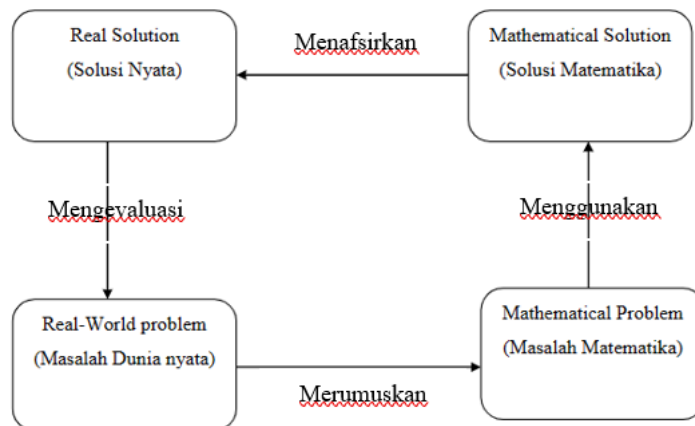 Real Solution
(Solusi Nyata)
Menafsirkan
Mathematical Solution
(Solusi Matematika)
Mengevaluasi
Menggunakan
Real-World problem
(Masalah Dunia nyata)
Merumuskan
Mathematical Problem
(Masalah Matematika)